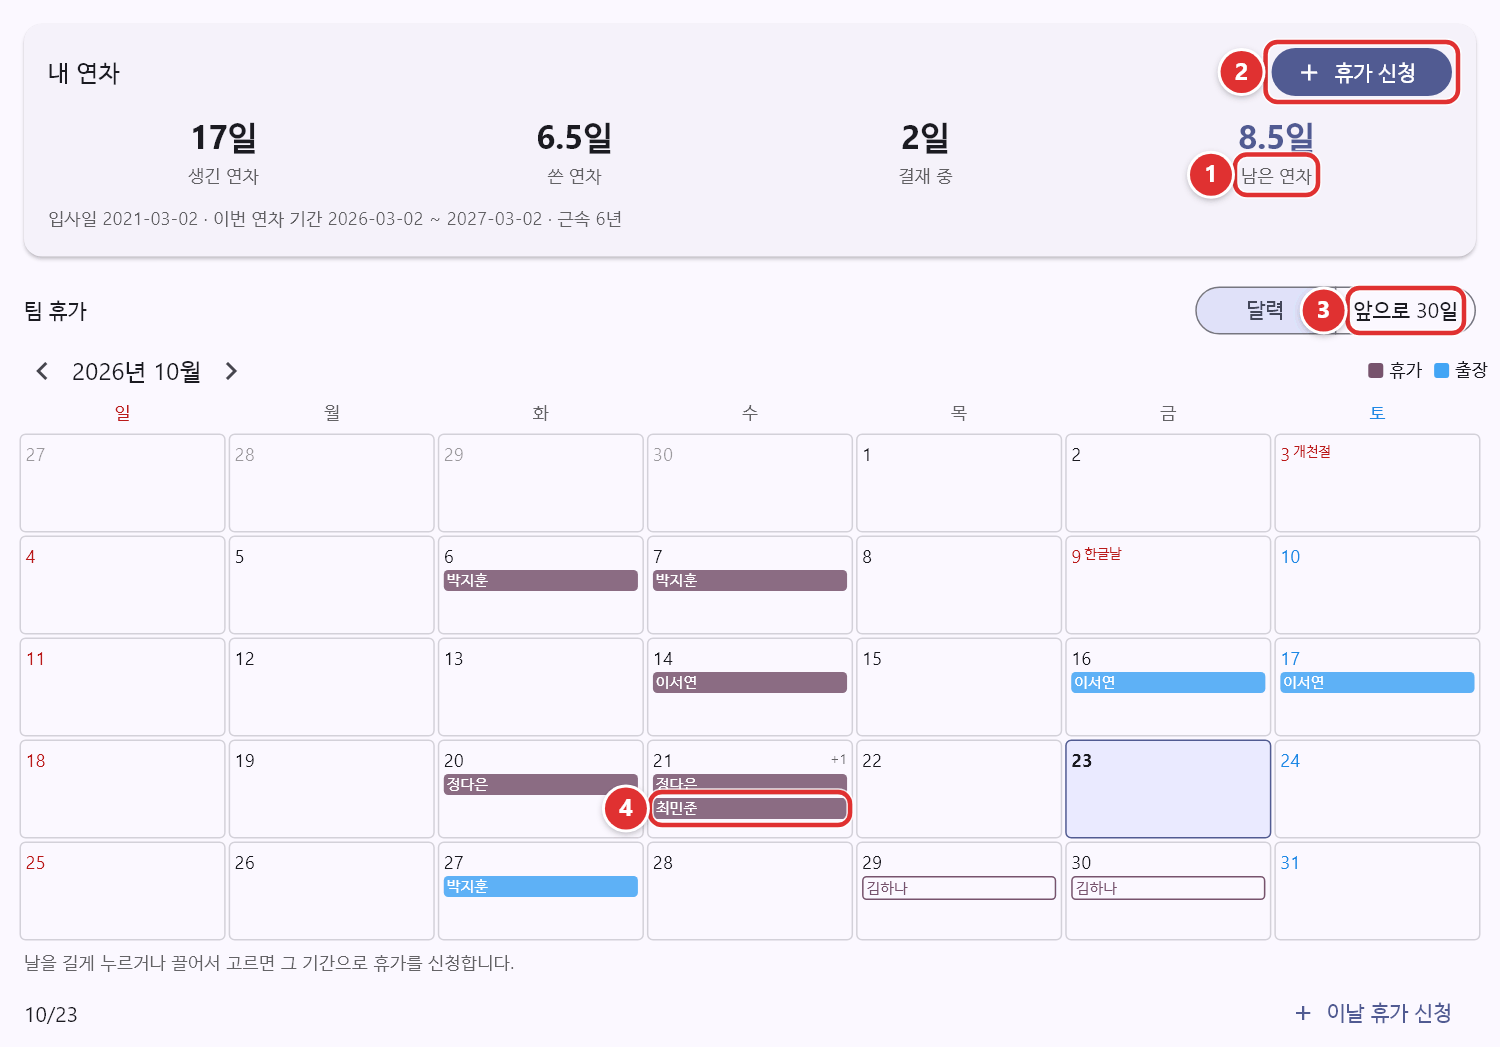 내 연차
2
+ 휴가 신청
17일
6.5일
2일
8.5일
생긴 연차
쓴 연차
결재 중
1
남은 연차
입사일 2021-03-02 · 이번 연차 기간 2026-03-02 ~ 2027-03-02 · 근속 6년
팀 휴가
달력
3
앞으로 30일
2026년 10월
휴가
출장
일 월 화 수 목 금 토
27 28 29 30 1 2 3 개천절
4 5 6 7 8 9 한글날 10
박지훈 박지훈
11 12 13 14 15 16 17
이서연 이서연 이서연
18 19 20 21 +1 22 23 24
정다은 정다은
4 최민준
25 26 27 28 29 30 31
박지훈 김하나 김하나
날을 길게 누르거나 끌어서 고르면 그 기간으로 휴가를 신청합니다.
10/23
+ 이날 휴가 신청